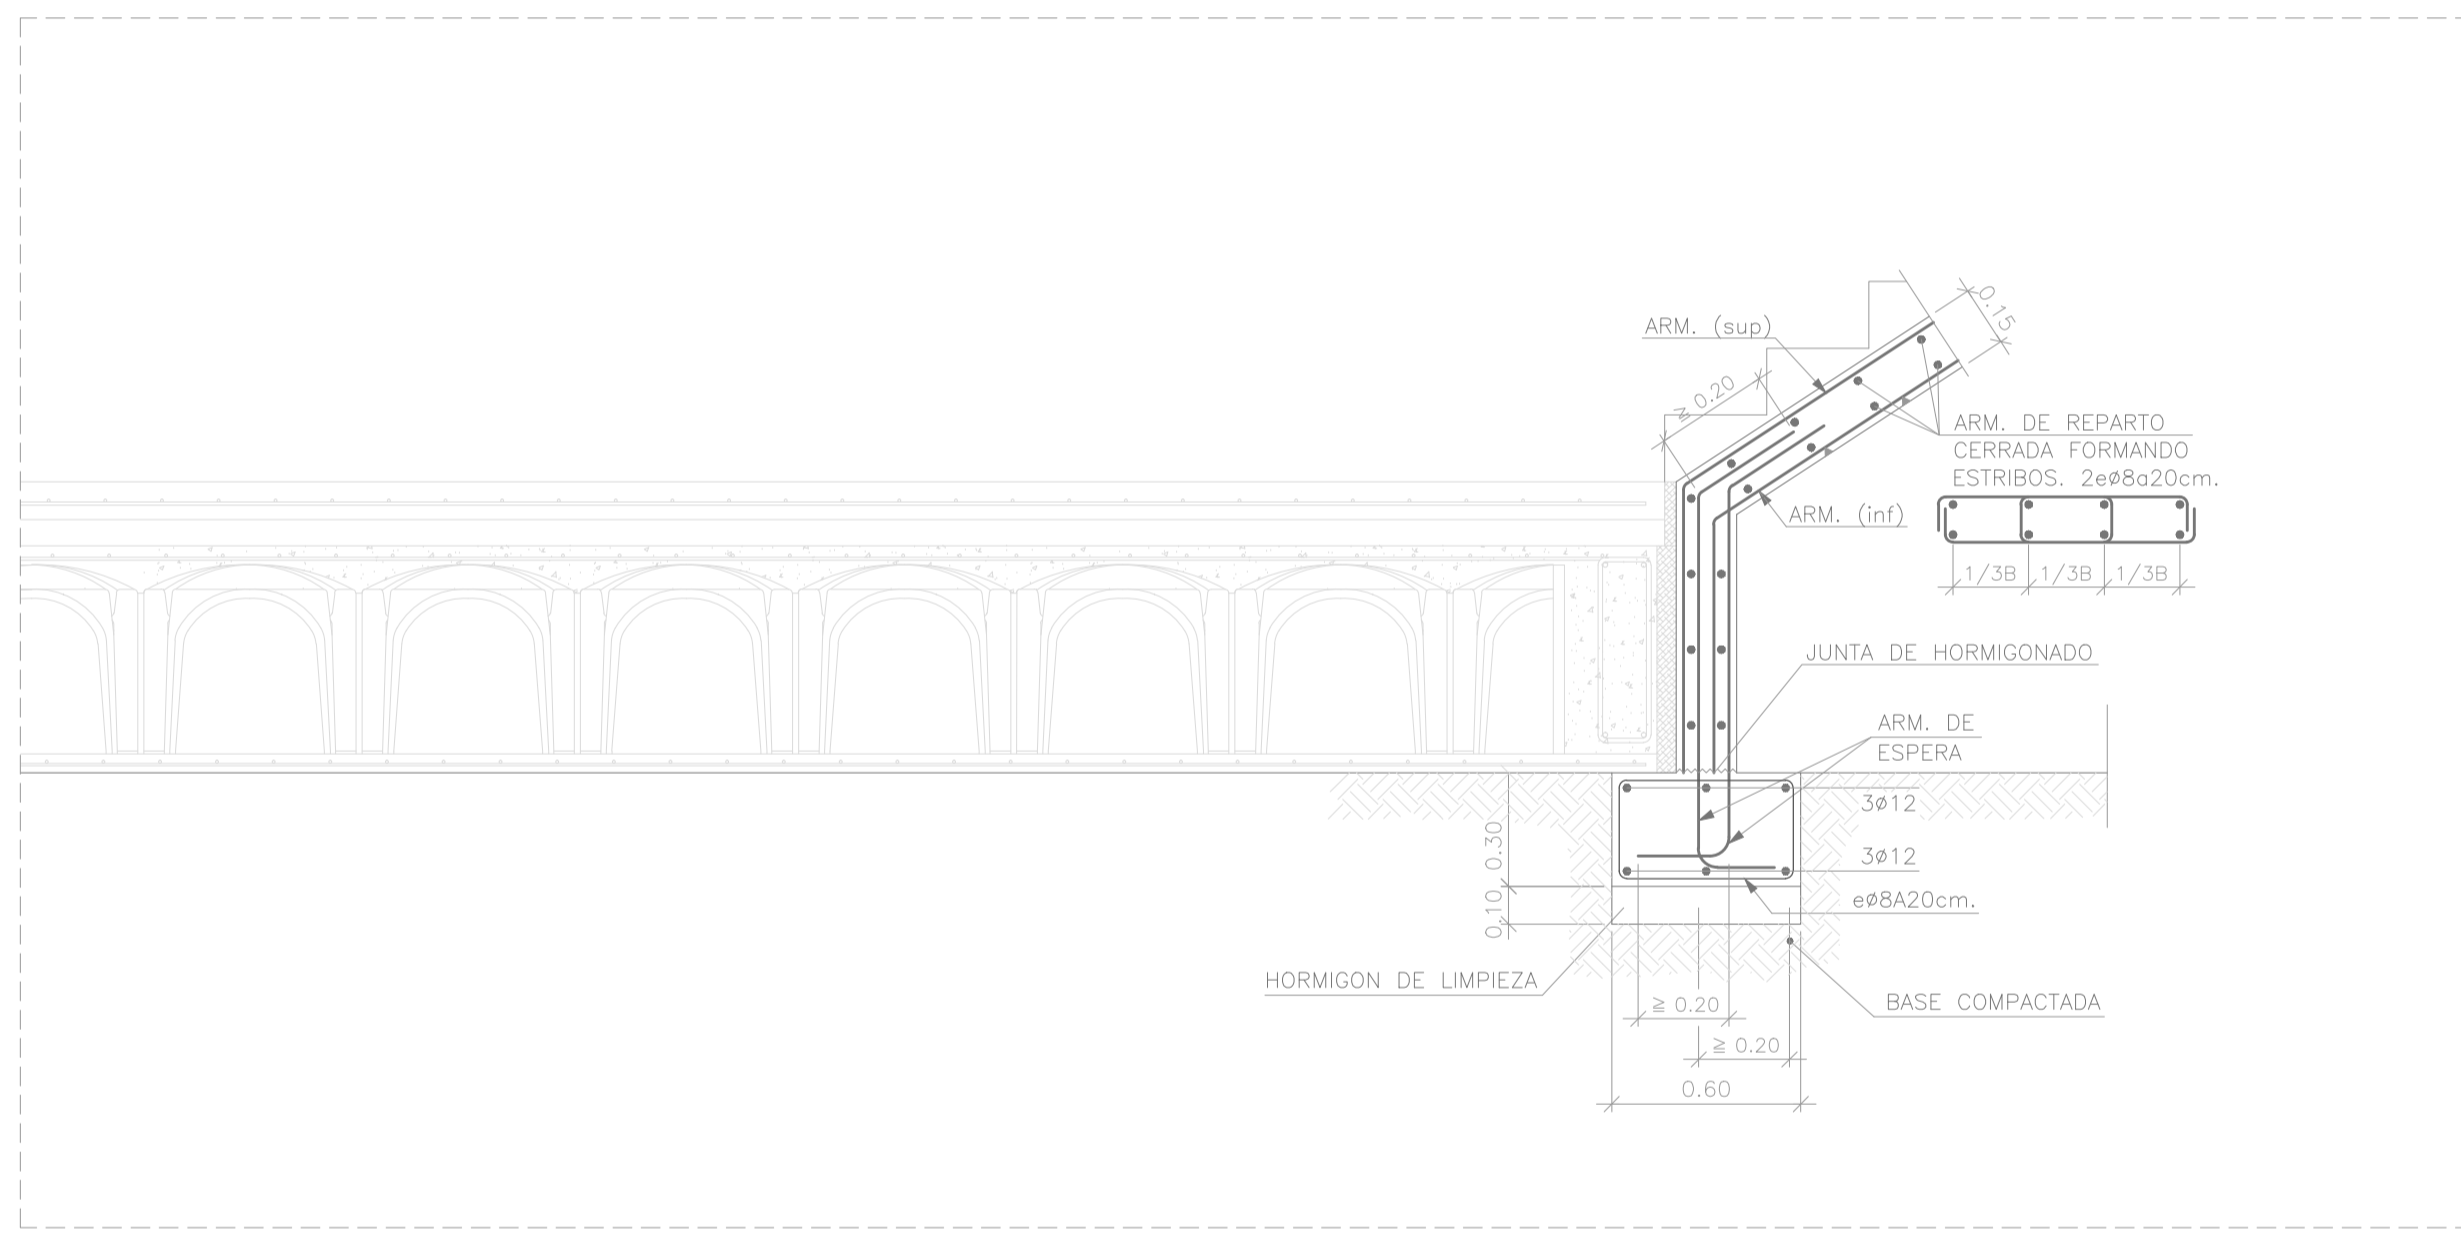 ARM. (sup)
0.15
≥ 0.20
ARM. DE REPARTO
CERRADA FORMANDO
ESTRIBOS. 2eø8a20cm.
ARM. (inf)
1/3B 1/3B 1/3B
JUNTA DE HORMIGONADO
ARM. DE
ESPERA
3ø12
0.30
3ø12
0.10
eø8A20cm.
HORMIGON DE LIMPIEZA
BASE COMPACTADA
≥ 0.20
≥ 0.20
0.60